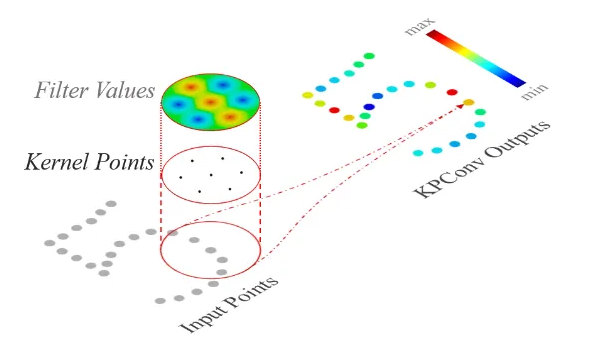 max
Filter Values
min
Kernel Points
KPConv Outputs
Input Points